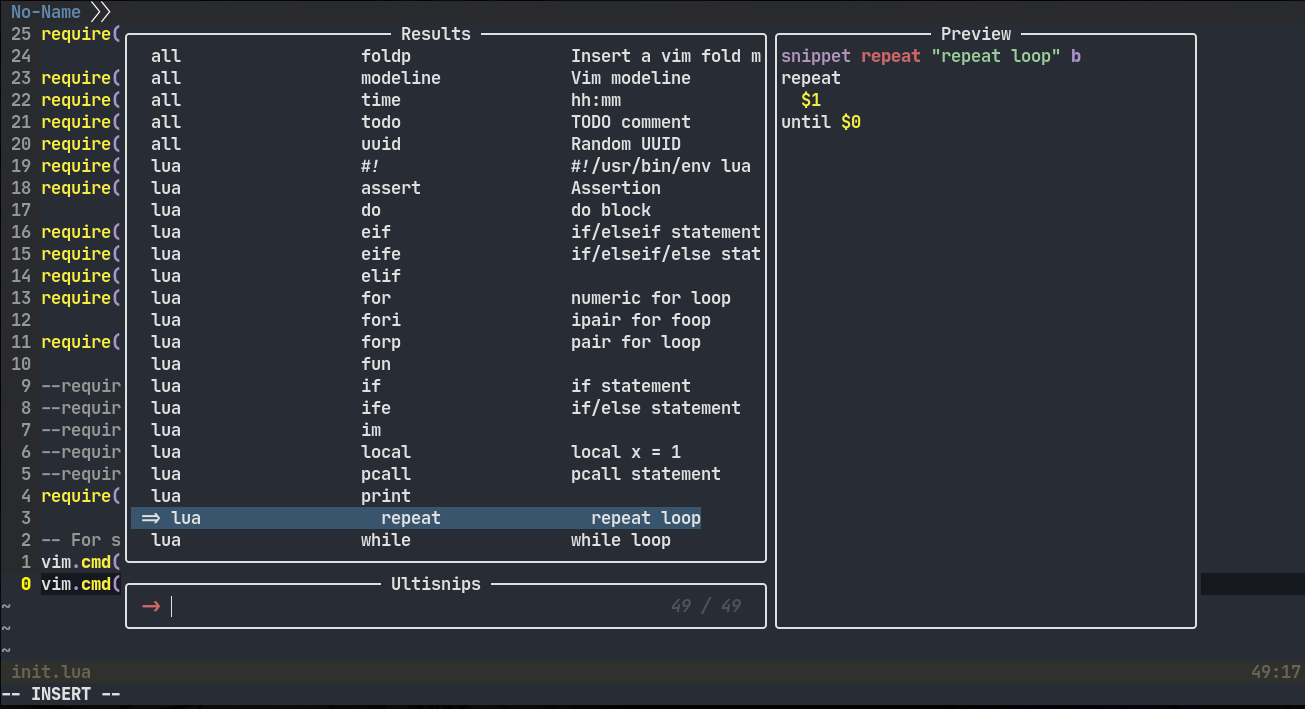 No-Name
Results
Preview
25 require(
24
23 require(
22 require(
21 require(
20 require(
19 require(
18 require(
17
16 require(
15 require(
14 require(
13 require(
12
11 require(
10
9 --requir
8 --requir
7 --requir
6 --requir
5 --requir
4 require(
3
2 -- For s
1 vim.cmd(
0 vim.cmd(
~
~
~
all foldp Insert a vim fold m
all modeline Vim modeline
all time hh:mm
all todo TODO comment
all uuid Random UUID
lua #! #!/usr/bin/env lua
lua assert Assertion
lua do do block
lua eif if/elseif statement
lua eife if/elseif/else stat
lua elif
lua for numeric for loop
lua fori ipair for foop
lua forp pair for loop
lua fun
lua if if statement
lua ife if/else statement
lua im
lua local local x = 1
lua pcall pcall statement
lua print
=> lua repeat repeat loop
lua while while loop
Ultisnips
→ 49 / 49
snippet repeat "repeat loop" b
repeat
  $1
until $0
init.lua 49:17
-- INSERT --